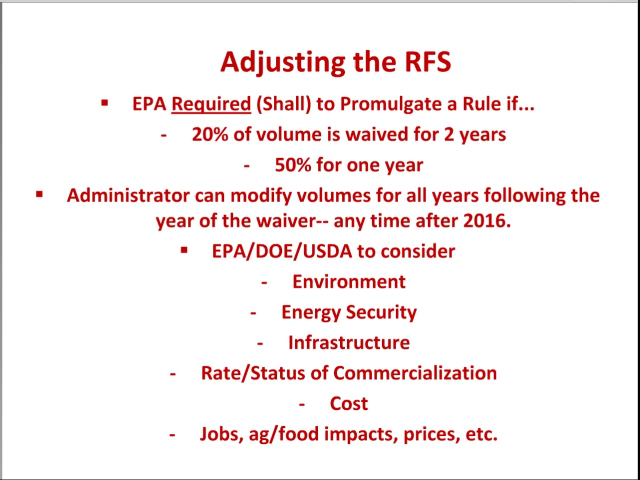 Adjusting the RFS
▪ EPA Required (Shall) to Promulgate a Rule if...
- 20% of volume is waived for 2 years
- 50% for one year
▪ Administrator can modify volumes for all years following the
year of the waiver-- any time after 2016.
▪ EPA/DOE/USDA to consider
- Environment
- Energy Security
- Infrastructure
- Rate/Status of Commercialization
- Cost
- Jobs, ag/food impacts, prices, etc.